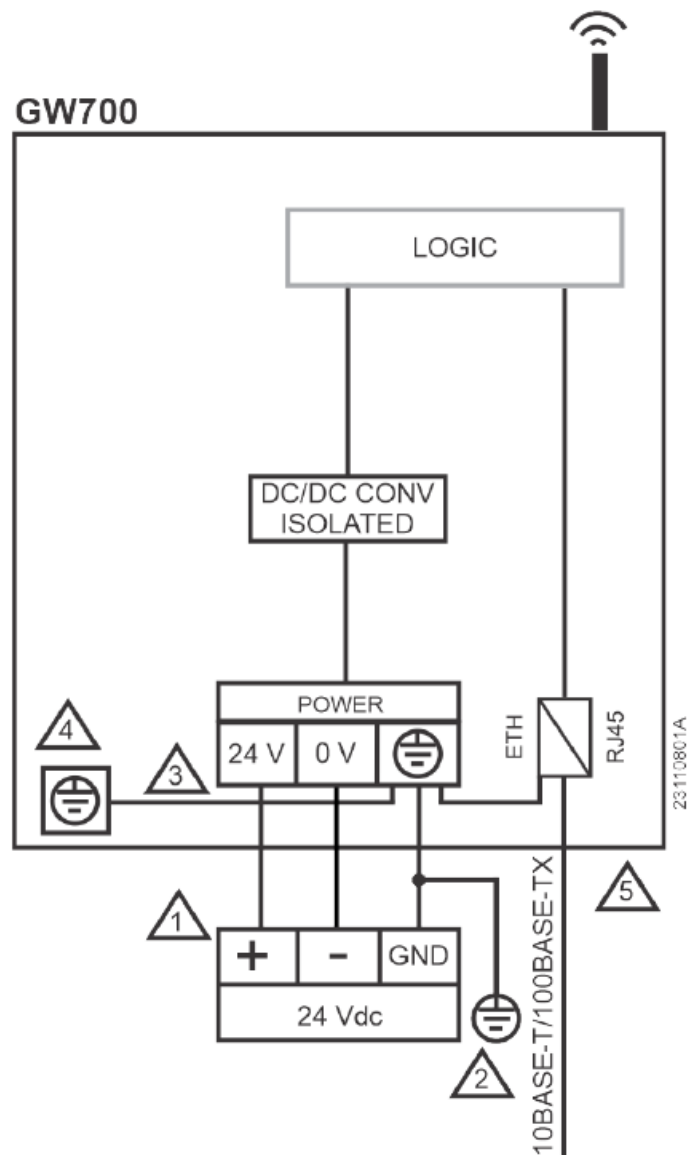 GW700
LOGIC
DC/DC CONV
ISOLATED
POWER
24 V
0 V
ETH
RJ45
4
3
23110801A
1
5
+
-
GND
24 Vdc
2
10BASE-T/100BASE-TX